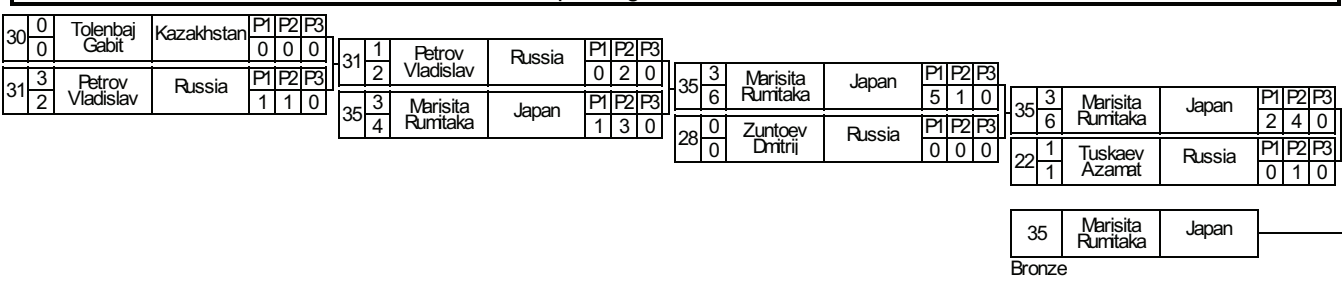 30 0 0 Tolenbaj Gabit Kazakhstan P1 P2 P3 0 0 0
31 3 2 Petrov Vladislav Russia P1 P2 P3 1 1 0
31 1 2 Petrov Vladislav Russia P1 P2 P3 0 2 0
35 3 4 Marisita Rumitaka Japan P1 P2 P3 1 3 0
35 3 6 Marisita Rumitaka Japan P1 P2 P3 5 1 0
28 0 0 Zuntoev Dmitrij Russia P1 P2 P3 0 0 0
35 3 6 Marisita Rumitaka Japan P1 P2 P3 2 4 0
22 1 1 Tuskaev Azamat Russia P1 P2 P3 0 1 0
35 Marisita Rumitaka Japan
Bronze